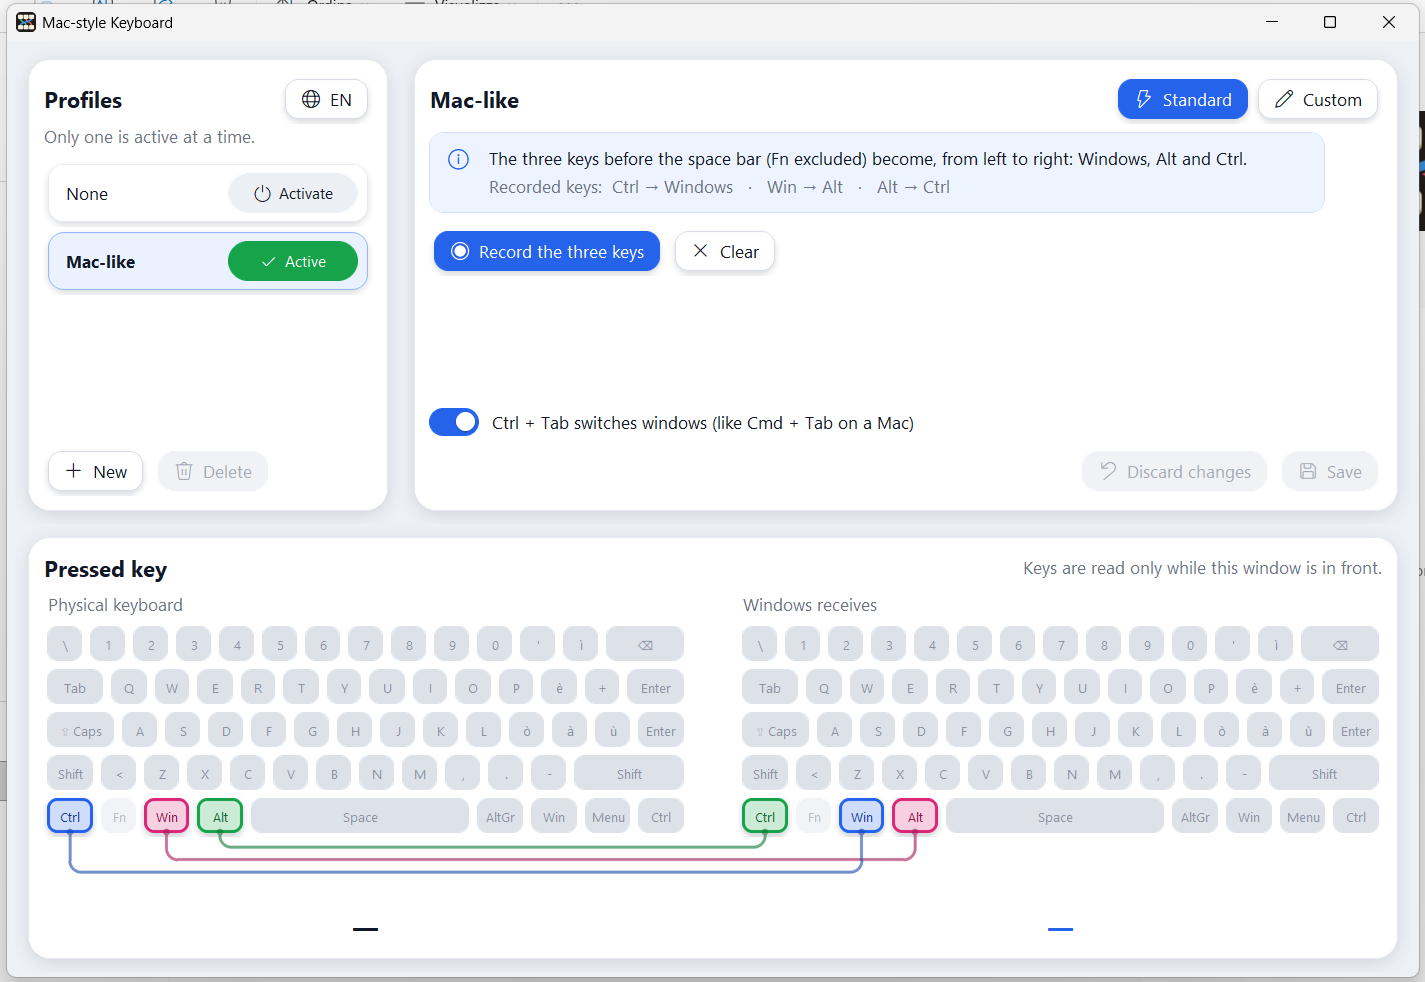 Mac-style Keyboard
Profiles
EN
Only one is active at a time.
None
Activate
Mac-like
Active
New
Delete
Mac-like
Standard
Custom
The three keys before the space bar (Fn excluded) become, from left to right: Windows, Alt and Ctrl.
Recorded keys: Ctrl → Windows · Win → Alt · Alt → Ctrl
Record the three keys
Clear
Ctrl + Tab switches windows (like Cmd + Tab on a Mac)
Discard changes
Save
Pressed key
Keys are read only while this window is in front.
Physical keyboard
\ 1 2 3 4 5 6 7 8 9 0 ' ì ⌫
Tab Q W E R T Y U I O P è + Enter
⇧ Caps A S D F G H J K L ò à ù Enter
Shift < Z X C V B N M , . - Shift
Ctrl Fn Win Alt Space AltGr Win Menu Ctrl
Windows receives
\ 1 2 3 4 5 6 7 8 9 0 ' ì ⌫
Tab Q W E R T Y U I O P è + Enter
⇧ Caps A S D F G H J K L ò à ù Enter
Shift < Z X C V B N M , . - Shift
Ctrl Fn Win Alt Space AltGr Win Menu Ctrl
—
—